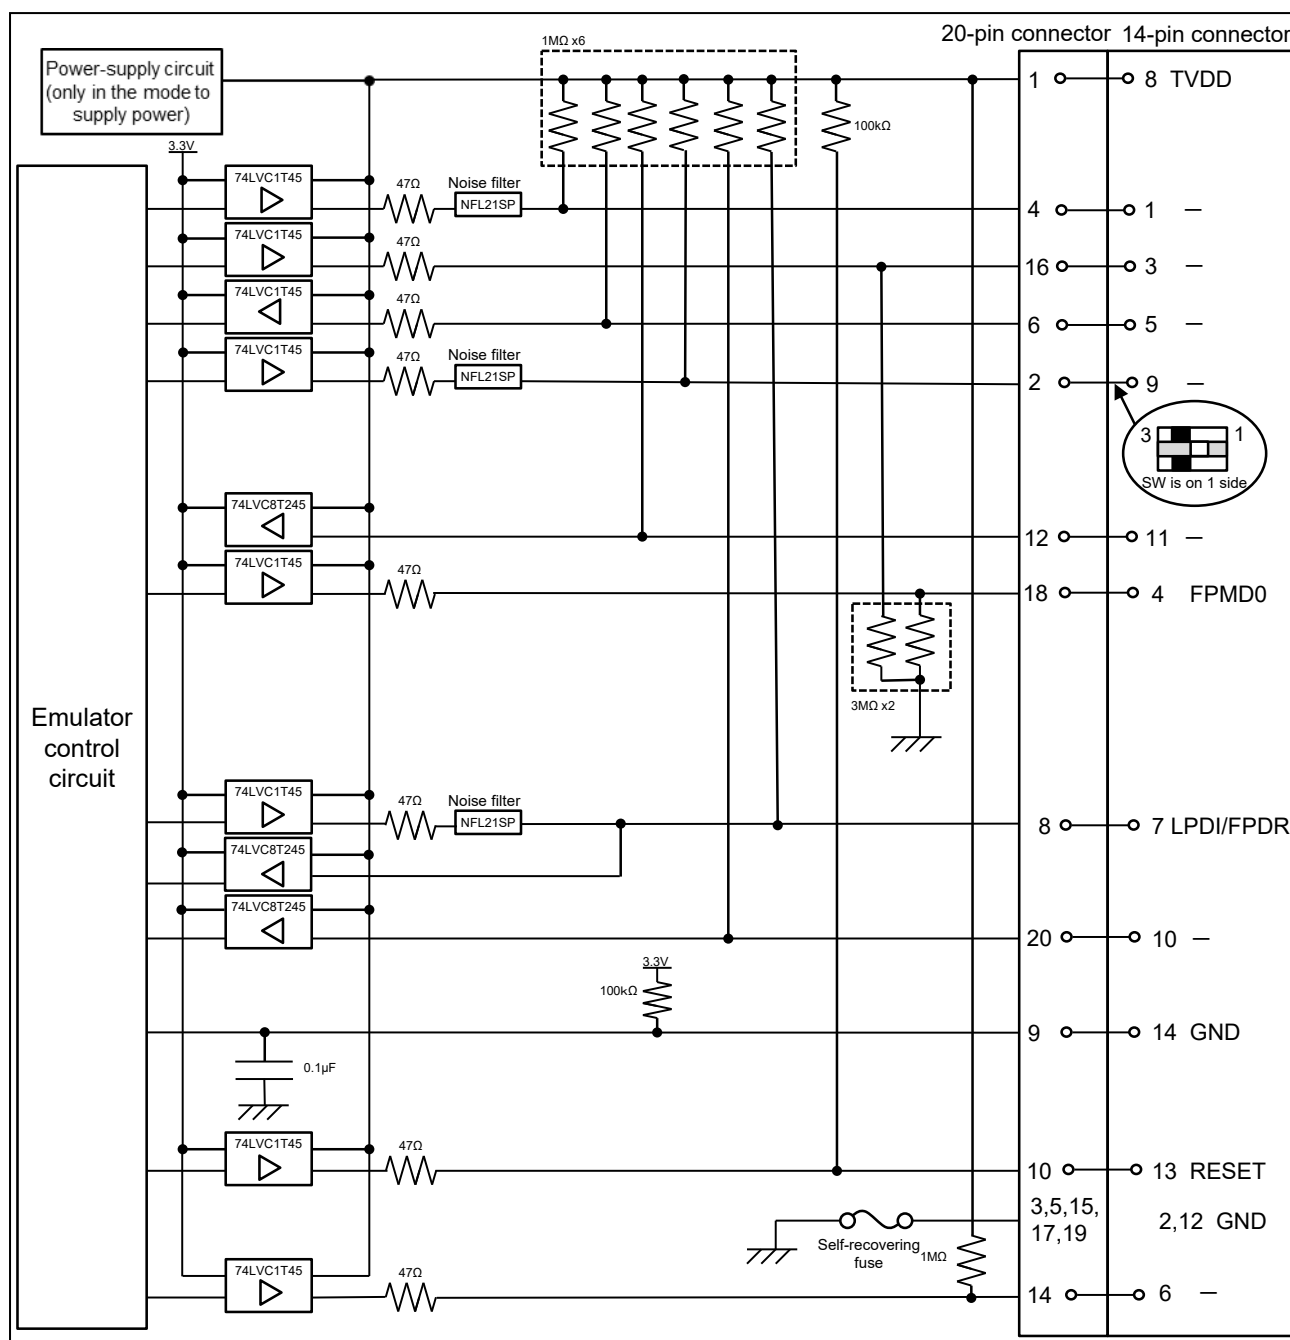 20-pin connector 14-pin connector
1MΩ x6
Power-supply circuit
(only in the mode to
supply power)
1 8 TVDD
100kΩ
3.3V
74LVC1T45
47Ω
Noise filter
NFL21SP
4 1 —
74LVC1T45
47Ω
16 3 —
74LVC1T45
47Ω
6 5 —
74LVC1T45
47Ω
Noise filter
NFL21SP
2 9 —
3 1
SW is on 1 side
74LVC8T245
12 11 —
74LVC1T45
47Ω
18 4 FPMD0
3MΩ x2
Emulator
control
circuit
74LVC1T45
47Ω
Noise filter
NFL21SP
8 7 LPDI/FPDR
74LVC8T245
74LVC8T245
20 10 —
3.3V
100kΩ
9 14 GND
0.1µF
74LVC1T45
47Ω
10 13 RESET
3,5,15,
17,19
2,12 GND
Self-recovering
fuse
1MΩ
74LVC1T45
47Ω
14 6 —